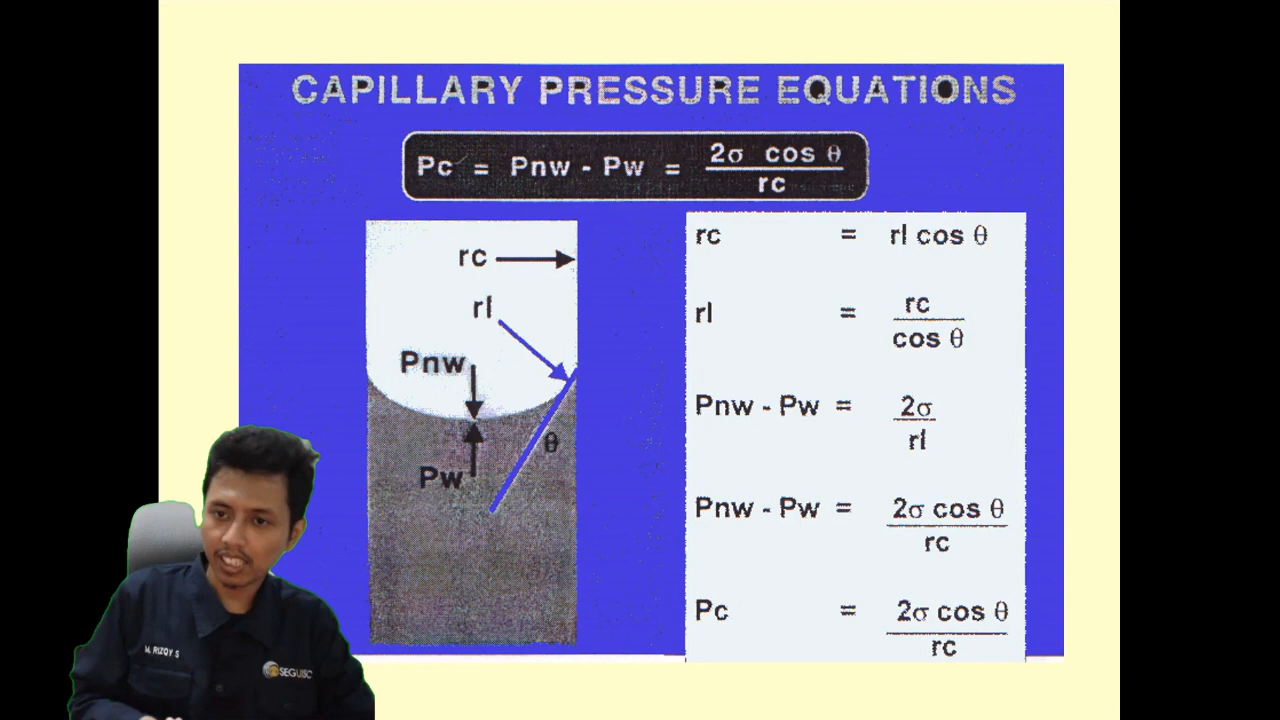 CAPILLARY PRESSURE EQUATIONS
Pc = Pnw - Pw = 2σ cos θ / rc
rc
rl
Pnw
θ
Pw
rc = rl cos θ
rl = rc / cos θ
Pnw - Pw = 2σ / rl
Pnw - Pw = 2σ cos θ / rc
Pc = 2σ cos θ / rc
M. RIZQY S
SEGUISC